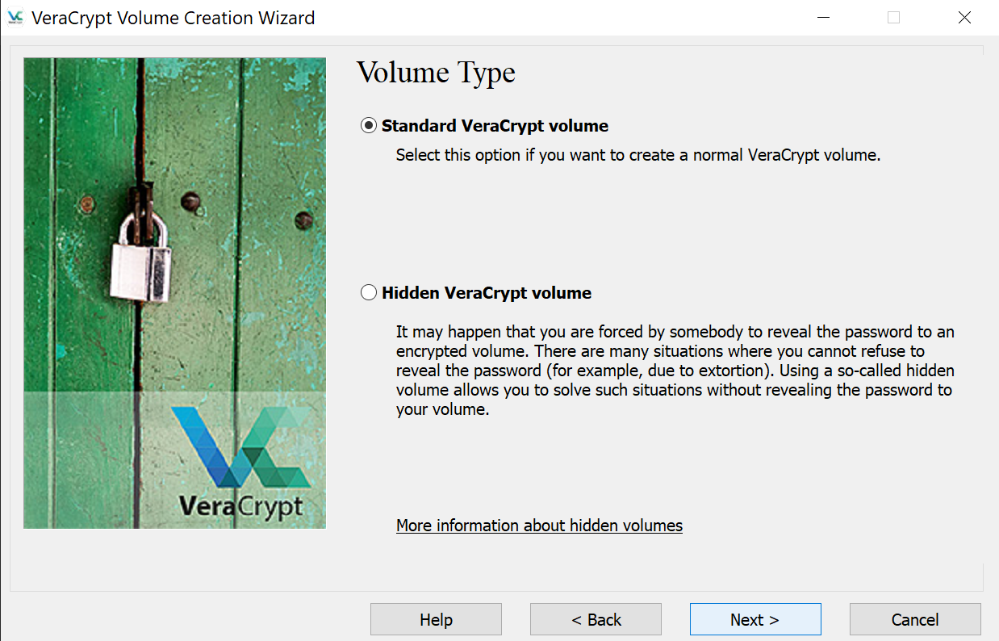 VeraCrypt Volume Creation Wizard
Volume Type
Standard VeraCrypt volume
Select this option if you want to create a normal VeraCrypt volume.
Hidden VeraCrypt volume
It may happen that you are forced by somebody to reveal the password to an
encrypted volume. There are many situations where you cannot refuse to
reveal the password (for example, due to extortion). Using a so-called hidden
volume allows you to solve such situations without revealing the password to
your volume.
VeraCrypt
More information about hidden volumes
Help
< Back
Next >
Cancel